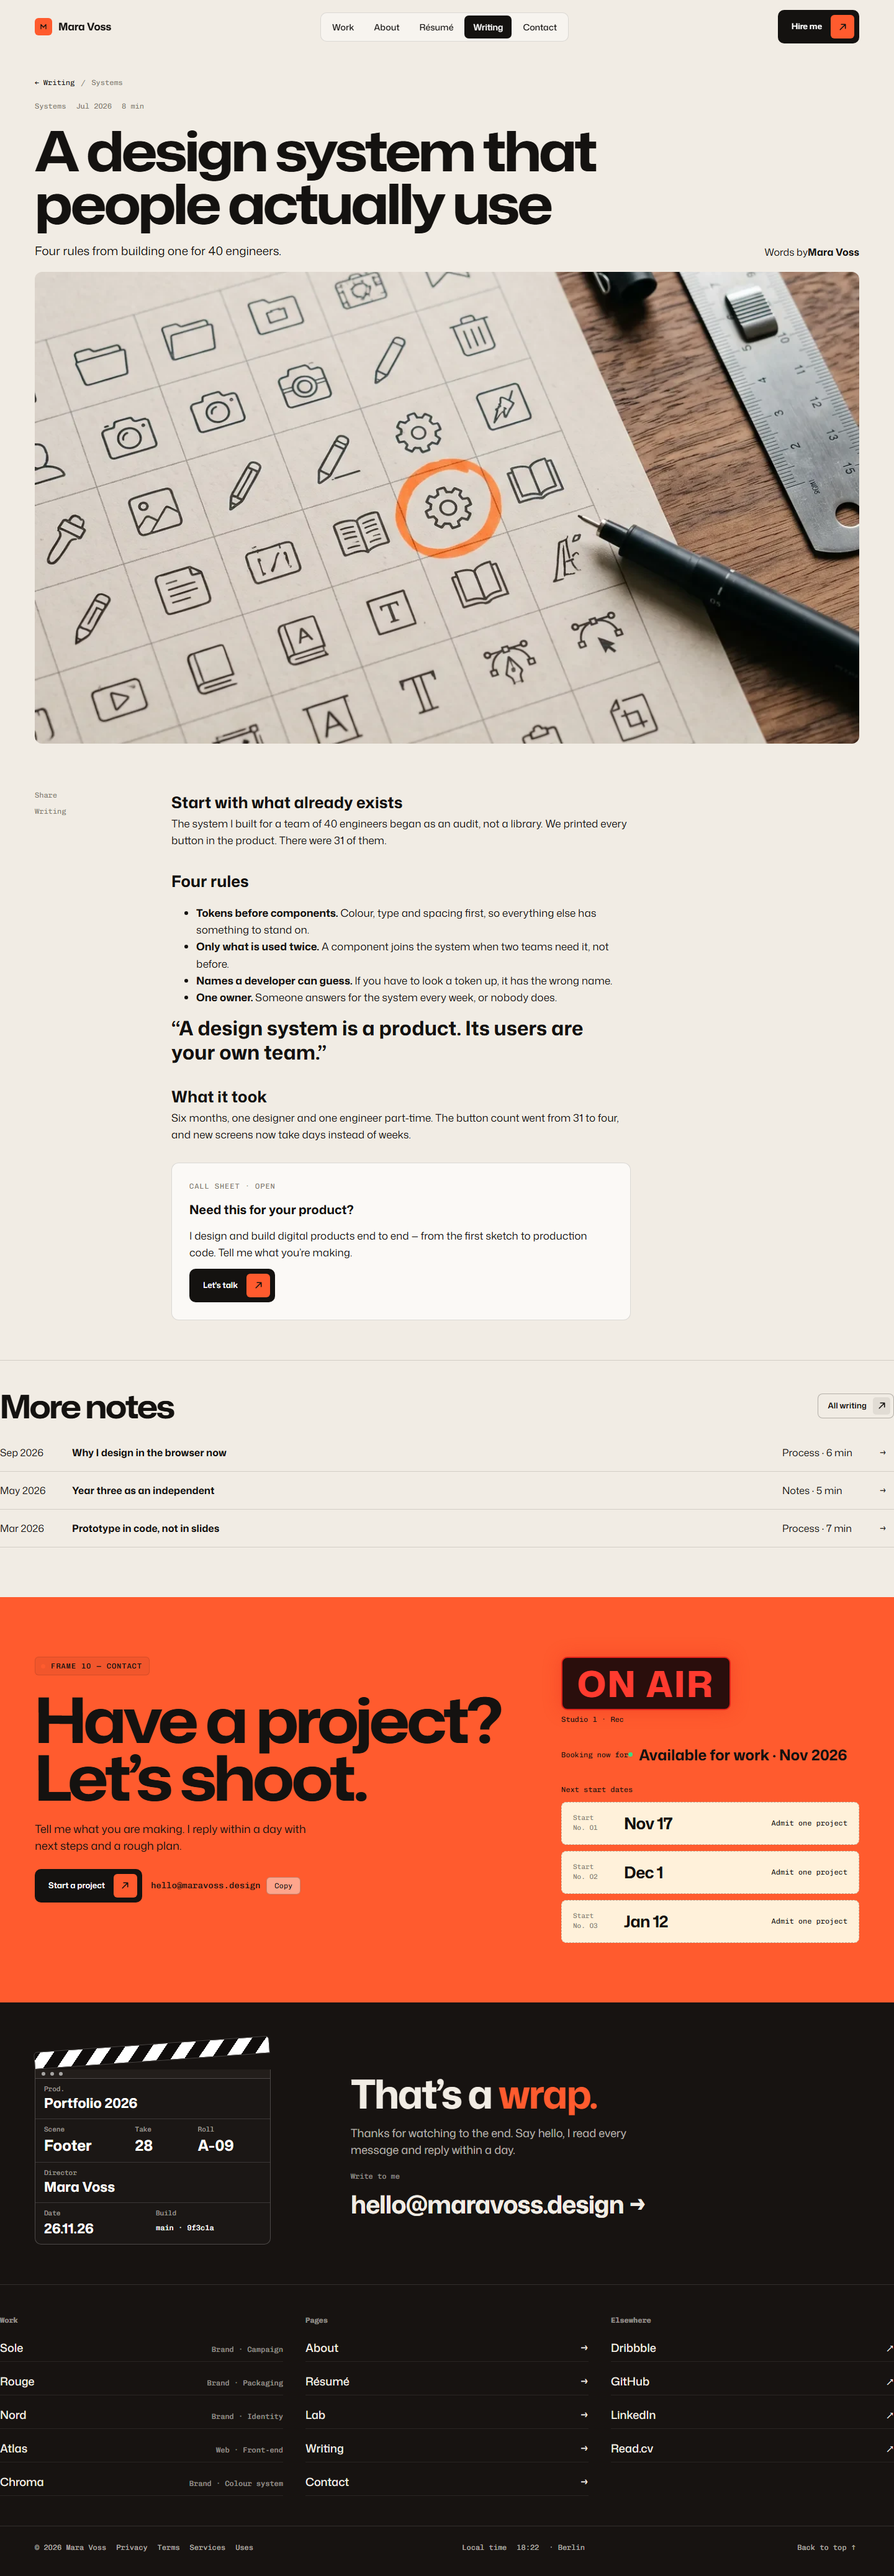 M Mara Voss
Work About Résumé Writing Contact
Hire me ↗
← Writing / Systems
Systems Jul 2026 8 min
A design system that
people actually use
Four rules from building one for 40 engineers.
Words byMara Voss
10
11
12
13
14
15
05
A
T
T
A
Share
Writing
Start with what already exists
The system I built for a team of 40 engineers began as an audit, not a library. We printed every
button in the product. There were 31 of them.
Four rules
• Tokens before components. Colour, type and spacing first, so everything else has
something to stand on.
• Only what is used twice. A component joins the system when two teams need it, not
before.
• Names a developer can guess. If you have to look a token up, it has the wrong name.
• One owner. Someone answers for the system every week, or nobody does.
“A design system is a product. Its users are
your own team.”
What it took
Six months, one designer and one engineer part-time. The button count went from 31 to four,
and new screens now take days instead of weeks.
CALL SHEET · OPEN
Need this for your product?
I design and build digital products end to end — from the first sketch to production
code. Tell me what you’re making.
Let’s talk ↗
More notes
All writing ↗
Sep 2026 Why I design in the browser now Process · 6 min →
May 2026 Year three as an independent Notes · 5 min →
Mar 2026 Prototype in code, not in slides Process · 7 min →
FRAME 10 — CONTACT
Have a project?
Let’s shoot.
Tell me what you are making. I reply within a day with
next steps and a rough plan.
Start a project ↗ hello@maravoss.design Copy
ON AIR
Studio 1 · Rec
Booking now for Available for work · Nov 2026
Next start dates
Start
No. 01
Nov 17
Admit one project
Start
No. 02
Dec 1
Admit one project
Start
No. 03
Jan 12
Admit one project
Prod.
Portfolio 2026
Scene Take Roll
Footer 28 A-09
Director
Mara Voss
Date Build
26.11.26 main · 9f3c1a
That’s a wrap.
Thanks for watching to the end. Say hello, I read every
message and reply within a day.
Write to me
hello@maravoss.design →
Work
Sole Brand · Campaign
Rouge Brand · Packaging
Nord Brand · Identity
Atlas Web · Front-end
Chroma Brand · Colour system
Pages
About →
Résumé →
Lab →
Writing →
Contact →
Elsewhere
Dribbble ↗
GitHub ↗
LinkedIn ↗
Read.cv ↗
© 2026 Mara Voss Privacy Terms Services Uses
Local time 18:22 · Berlin
Back to top ↑